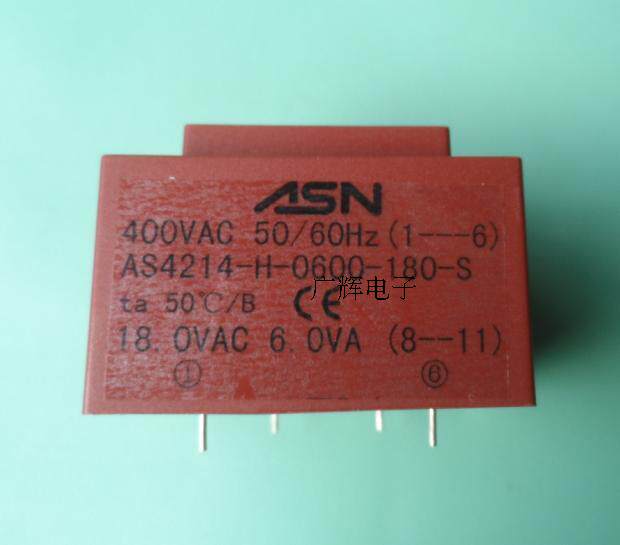 ASN
400VAC 50/60Hz(1---6)
AS4214-H-0600-180-S
广辉电子
ta 50℃/B CE
18.0VAC 6.0VA (8--11)
① ⑥